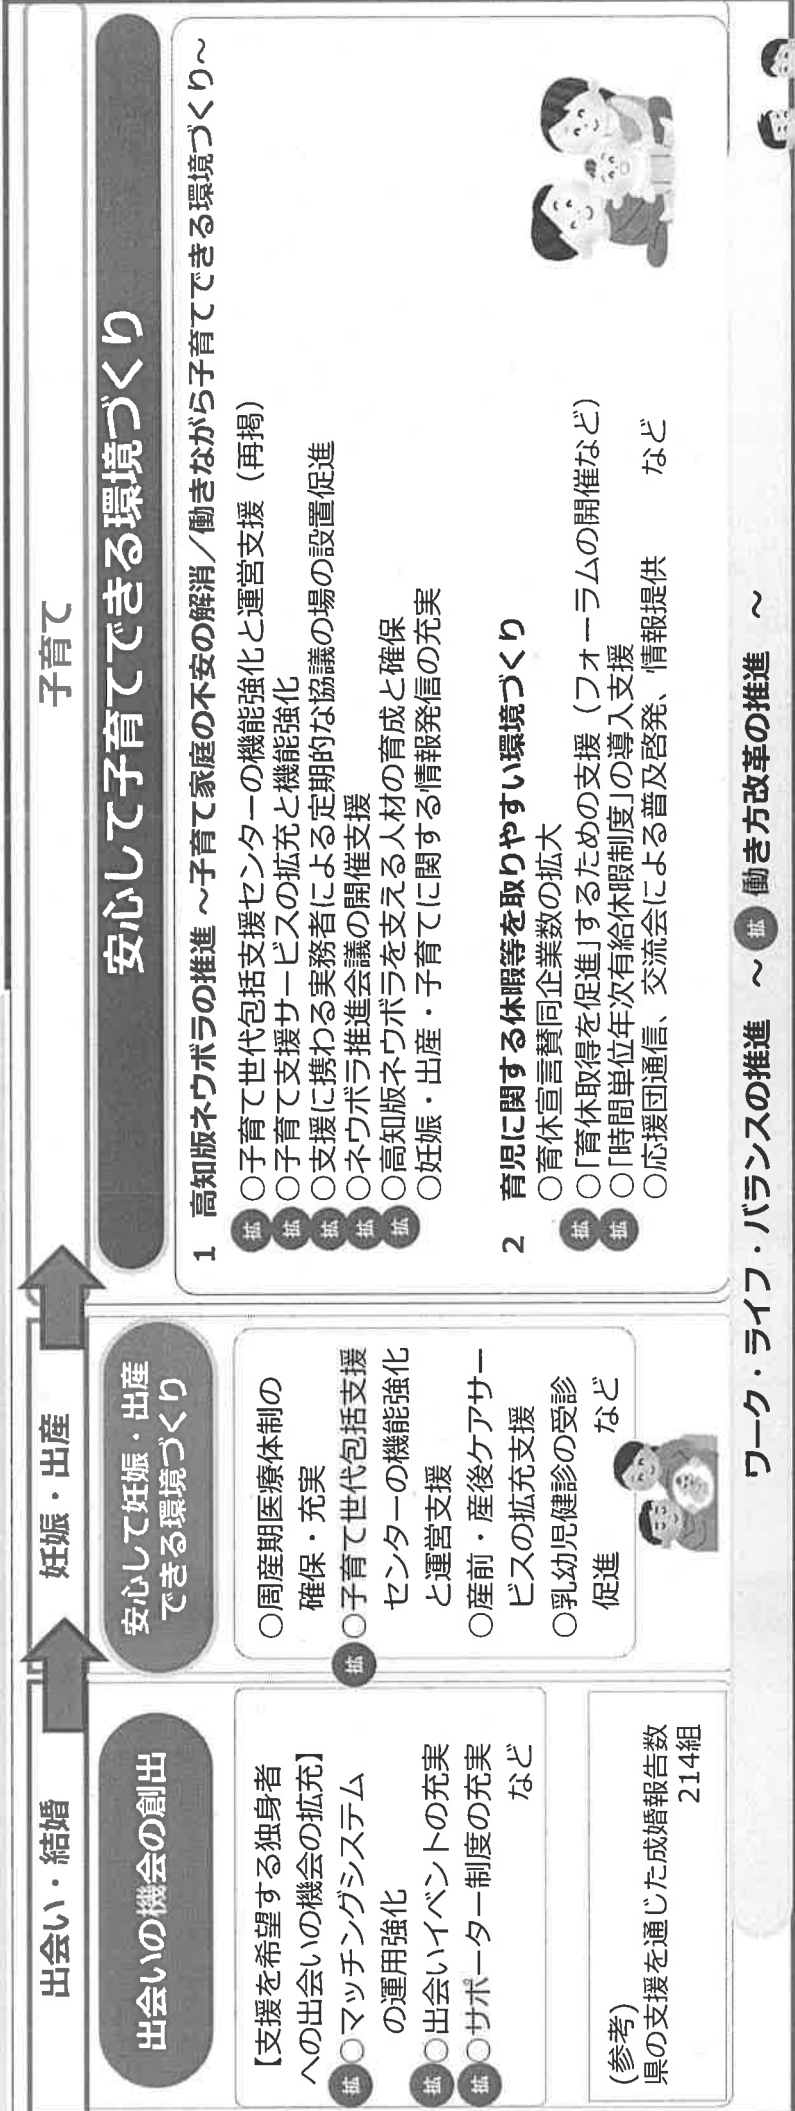 出会い・結婚
出会いの機会の創出
【支援を希望する独身者
への出会いの機会の拡充】
拡 ○マッチングシステム
の運用強化
拡 ○出会いイベントの充実
拡 ○サポーター制度の充実
など
(参考)
県の支援を通じた成婚報告数
214組
妊娠・出産
安心して妊娠・出産
できる環境づくり
○周産期医療体制の
確保・充実
拡 ○子育て世代包括支援
センターの機能強化
と運営支援
○産前・産後ケアサー
ビスの拡充支援
○乳幼児健診の受診
促進 など
子育て
安心して子育てできる環境づくり
1 高知版ネウボラの推進 ~子育て家庭の不安の解消/働きながら子育てできる環境づくり~
拡 ○子育て世代包括支援センターの機能強化と運営支援（再掲）
拡 ○子育て支援サービスの拡充と機能強化
拡 ○支援に携わる実務者による定期的な協議の場の設置促進
拡 ○ネウボラ推進会議の開催支援
拡 ○高知版ネウボラを支える人材の育成と確保
○妊娠・出産・子育てに関する情報発信の充実
2 育児に関する休暇等を取りやすい環境づくり
○育休宣言賛同企業数の拡大
拡 ○「育休取得を促進」するための支援（フォーラムの開催など）
拡 ○「時間単位年次有給休暇制度」の導入支援
○応援団通信、交流会による普及啓発、情報提供 など
ワーク・ライフ・バランスの推進 ~ 拡 働き方改革の推進 ~